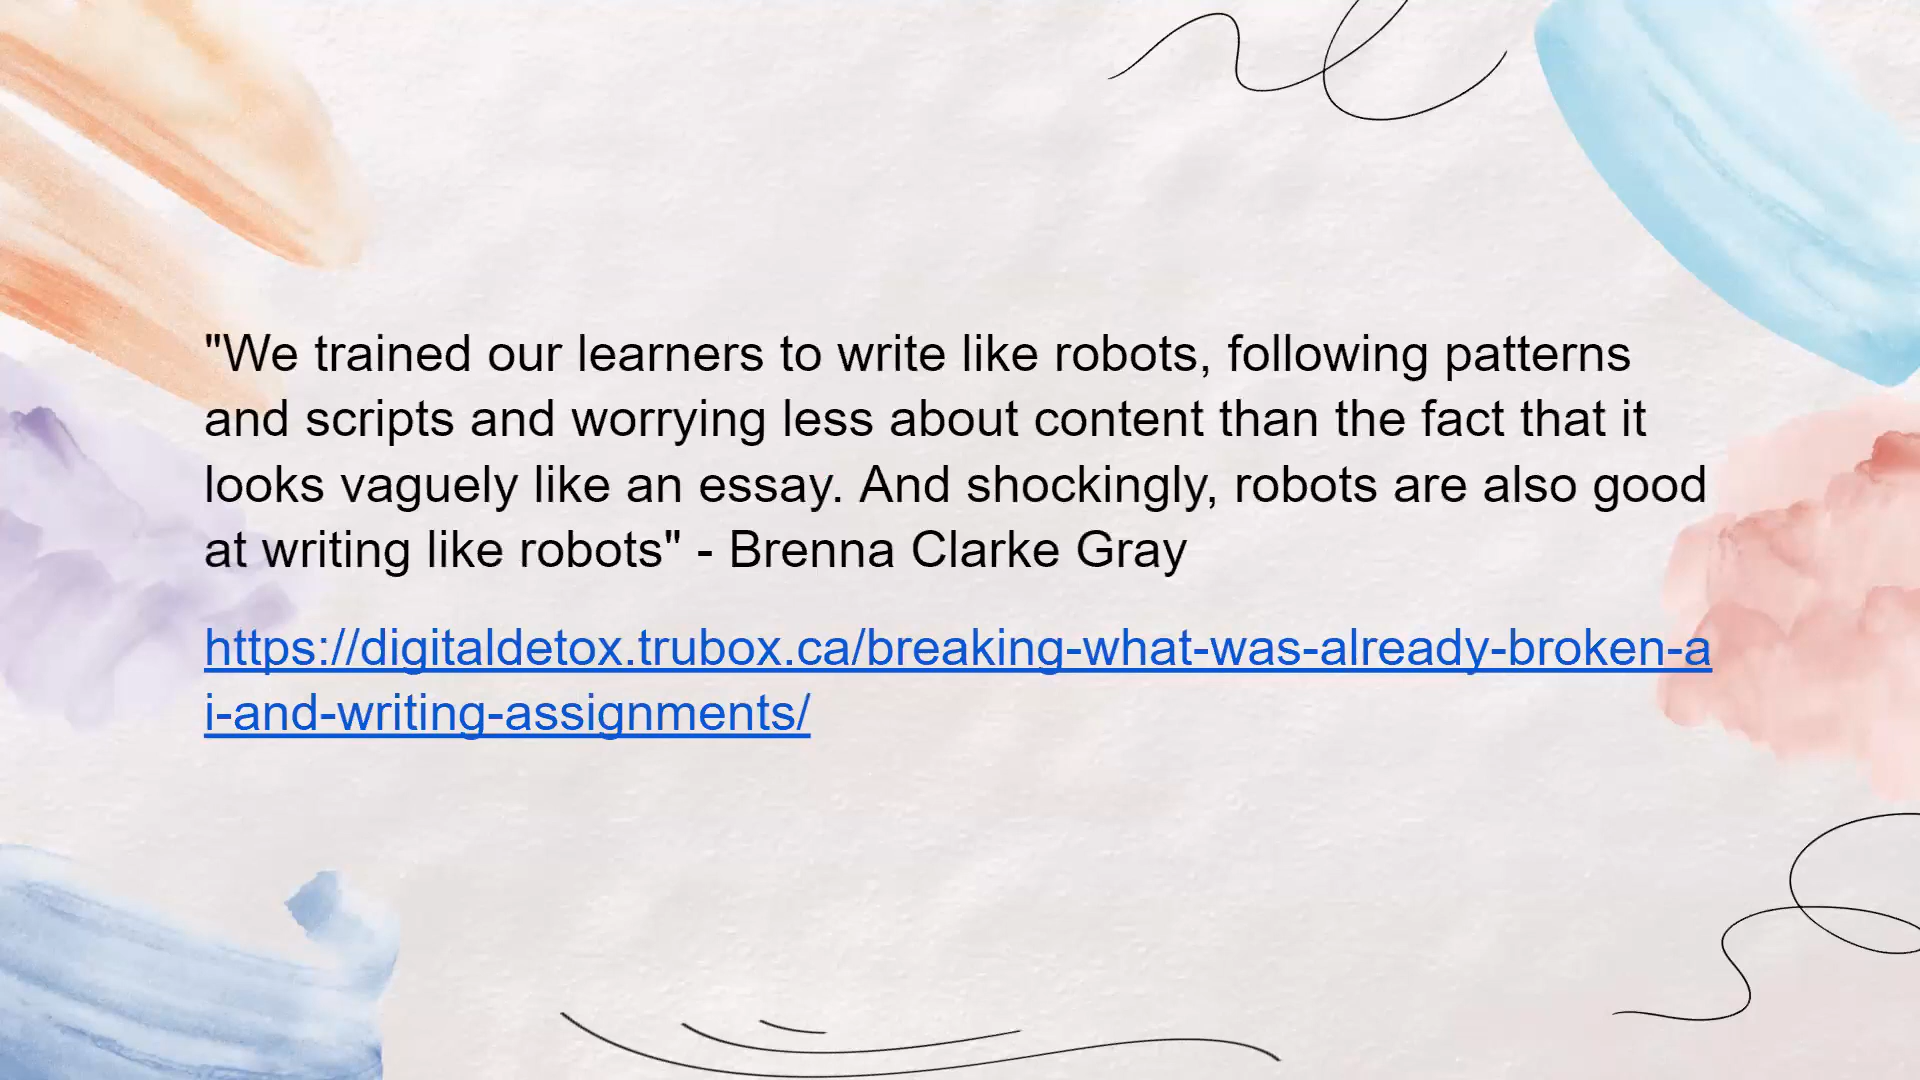 "We trained our learners to write like robots, following patterns
and scripts and worrying less about content than the fact that it
looks vaguely like an essay. And shockingly, robots are also good
at writing like robots" - Brenna Clarke Gray
https://digitaldetox.trubox.ca/breaking-what-was-already-broken-a
i-and-writing-assignments/